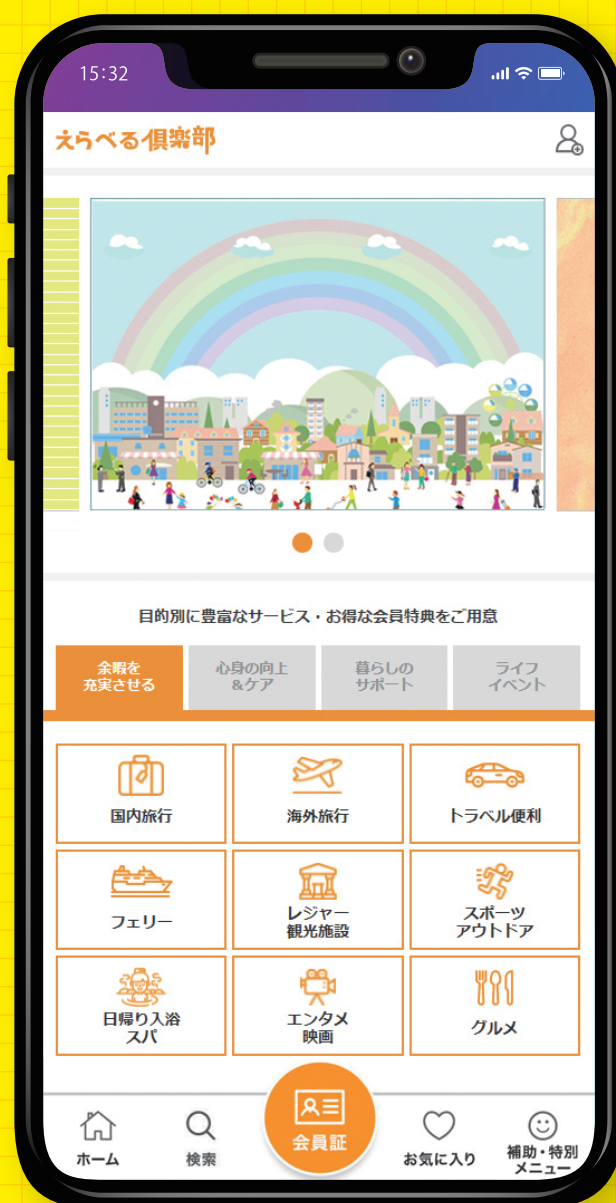 15:32
えらべる倶楽部
目的別に豊富なサービス・お得な会員特典をご用意
余暇を
充実させる
心身の向上
&ケア
暮らしの
サポート
ライフ
イベント
国内旅行
海外旅行
トラベル便利
フェリー
レジャー
観光施設
スポーツ
アウトドア
日帰り入浴
スパ
エンタメ
映画
グルメ
ホーム
検索
会員証
お気に入り
補助・特別
メニュー